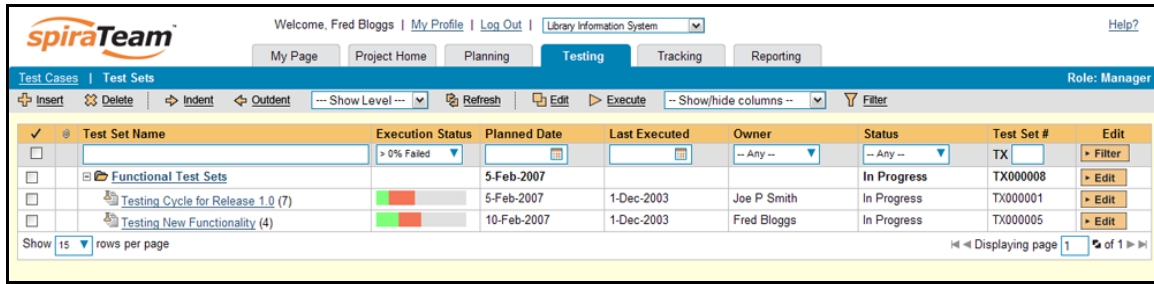 spiraTeam
Welcome, Fred Bloggs | My Profile | Log Out | Library Information System Help?
My Page Project Home Planning Testing Tracking Reporting
Test Cases | Test Sets Role: Manager
Insert Delete Indent Outdent --- Show Level --- Refresh Edit Execute -- Show/hide columns -- Filter
Test Set Name Execution Status Planned Date Last Executed Owner Status Test Set # Edit
> 0% Failed -- Any -- -- Any -- TX Filter
Functional Test Sets 5-Feb-2007 In Progress TX000008 Edit
Testing Cycle for Release 1.0 (7) 5-Feb-2007 1-Dec-2003 Joe P Smith In Progress TX000001 Edit
Testing New Functionality (4) 10-Feb-2007 1-Dec-2003 Fred Bloggs In Progress TX000005 Edit
Show 15 rows per page Displaying page 1 of 1